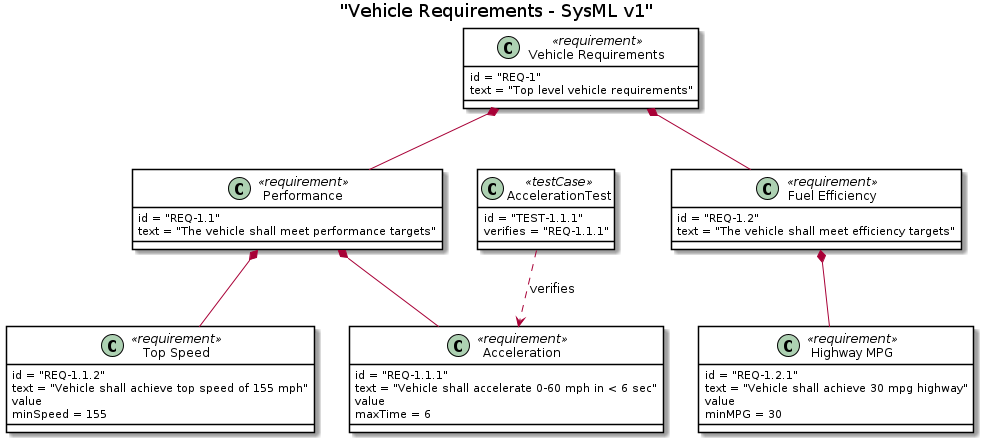 "Vehicle Requirements - SysML v1"
C «requirement»
Vehicle Requirements
id = "REQ-1"
text = "Top level vehicle requirements"
C «requirement»
Performance
id = "REQ-1.1"
text = "The vehicle shall meet performance targets"
C «testCase»
AccelerationTest
id = "TEST-1.1.1"
verifies = "REQ-1.1.1"
C «requirement»
Fuel Efficiency
id = "REQ-1.2"
text = "The vehicle shall meet efficiency targets"
verifies
C «requirement»
Top Speed
id = "REQ-1.1.2"
text = "Vehicle shall achieve top speed of 155 mph"
value
minSpeed = 155
C «requirement»
Acceleration
id = "REQ-1.1.1"
text = "Vehicle shall accelerate 0-60 mph in < 6 sec"
value
maxTime = 6
C «requirement»
Highway MPG
id = "REQ-1.2.1"
text = "Vehicle shall achieve 30 mpg highway"
value
minMPG = 30